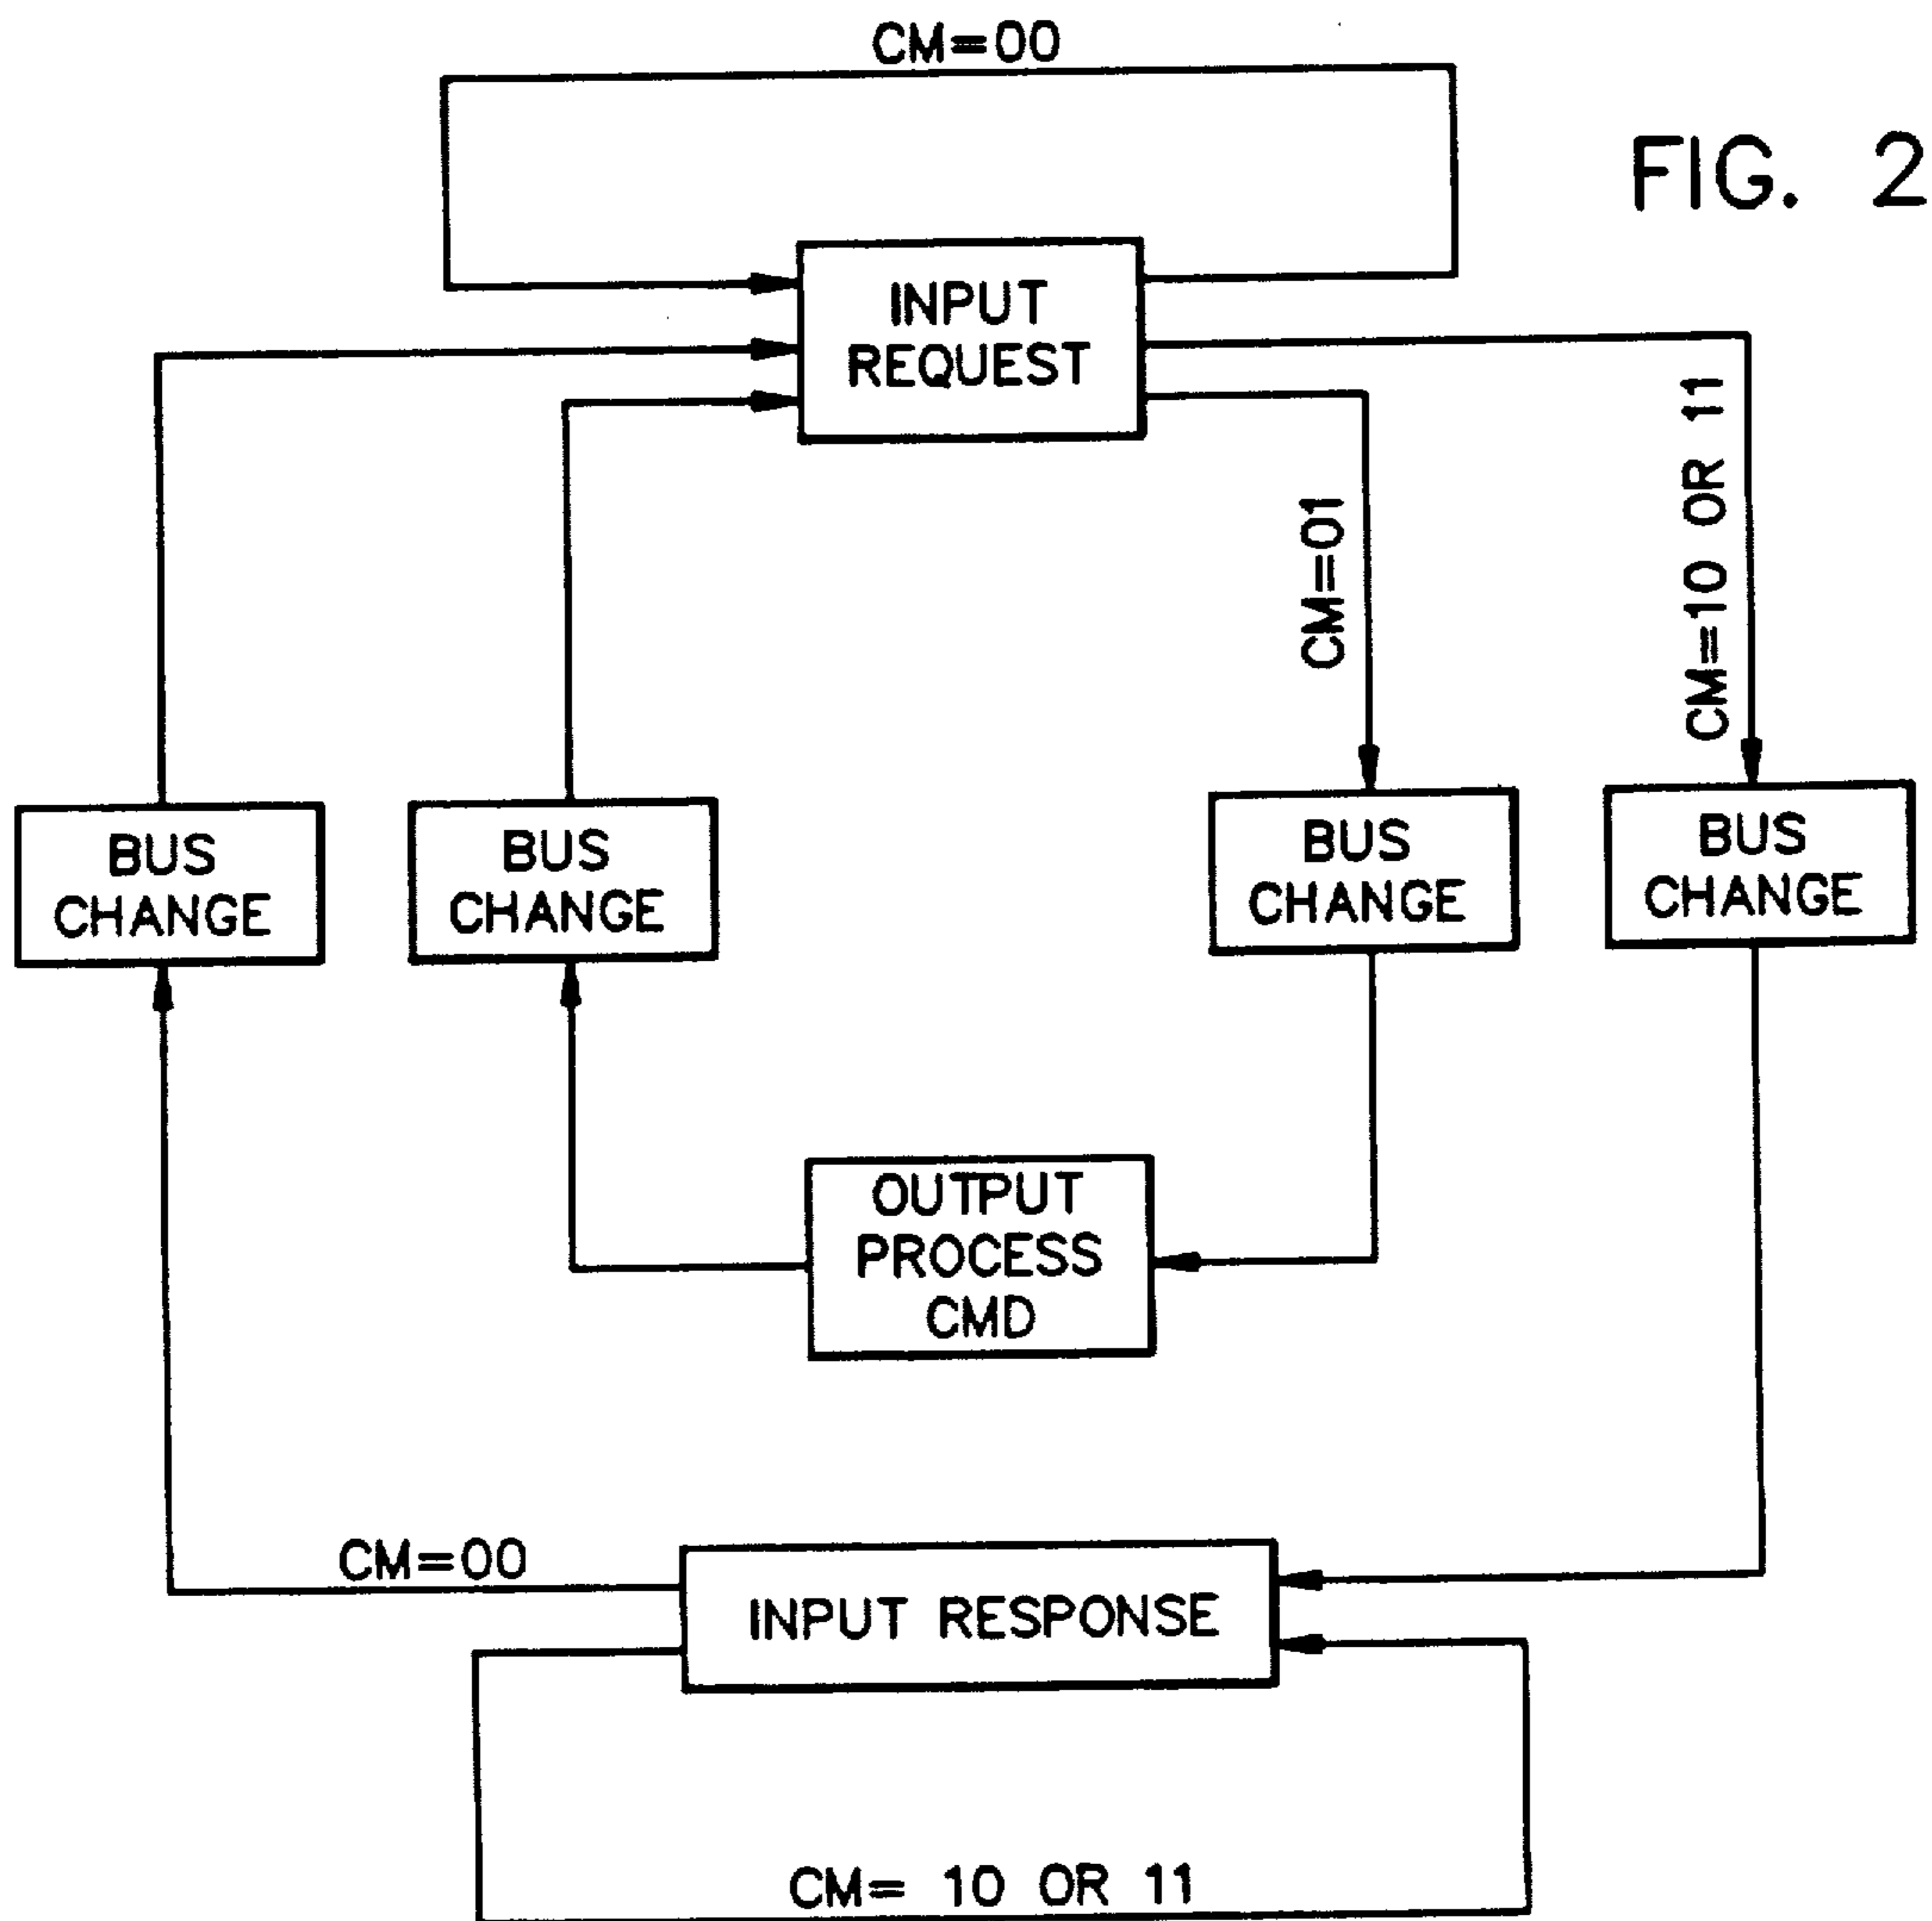 CM=00
FIG. 2
INPUT
REQUEST
CM=01
CM=10 OR 11
BUS
CHANGE
BUS
CHANGE
BUS
CHANGE
BUS
CHANGE
OUTPUT
PROCESS
CMD
CM=00
INPUT RESPONSE
CM= 10 OR 11